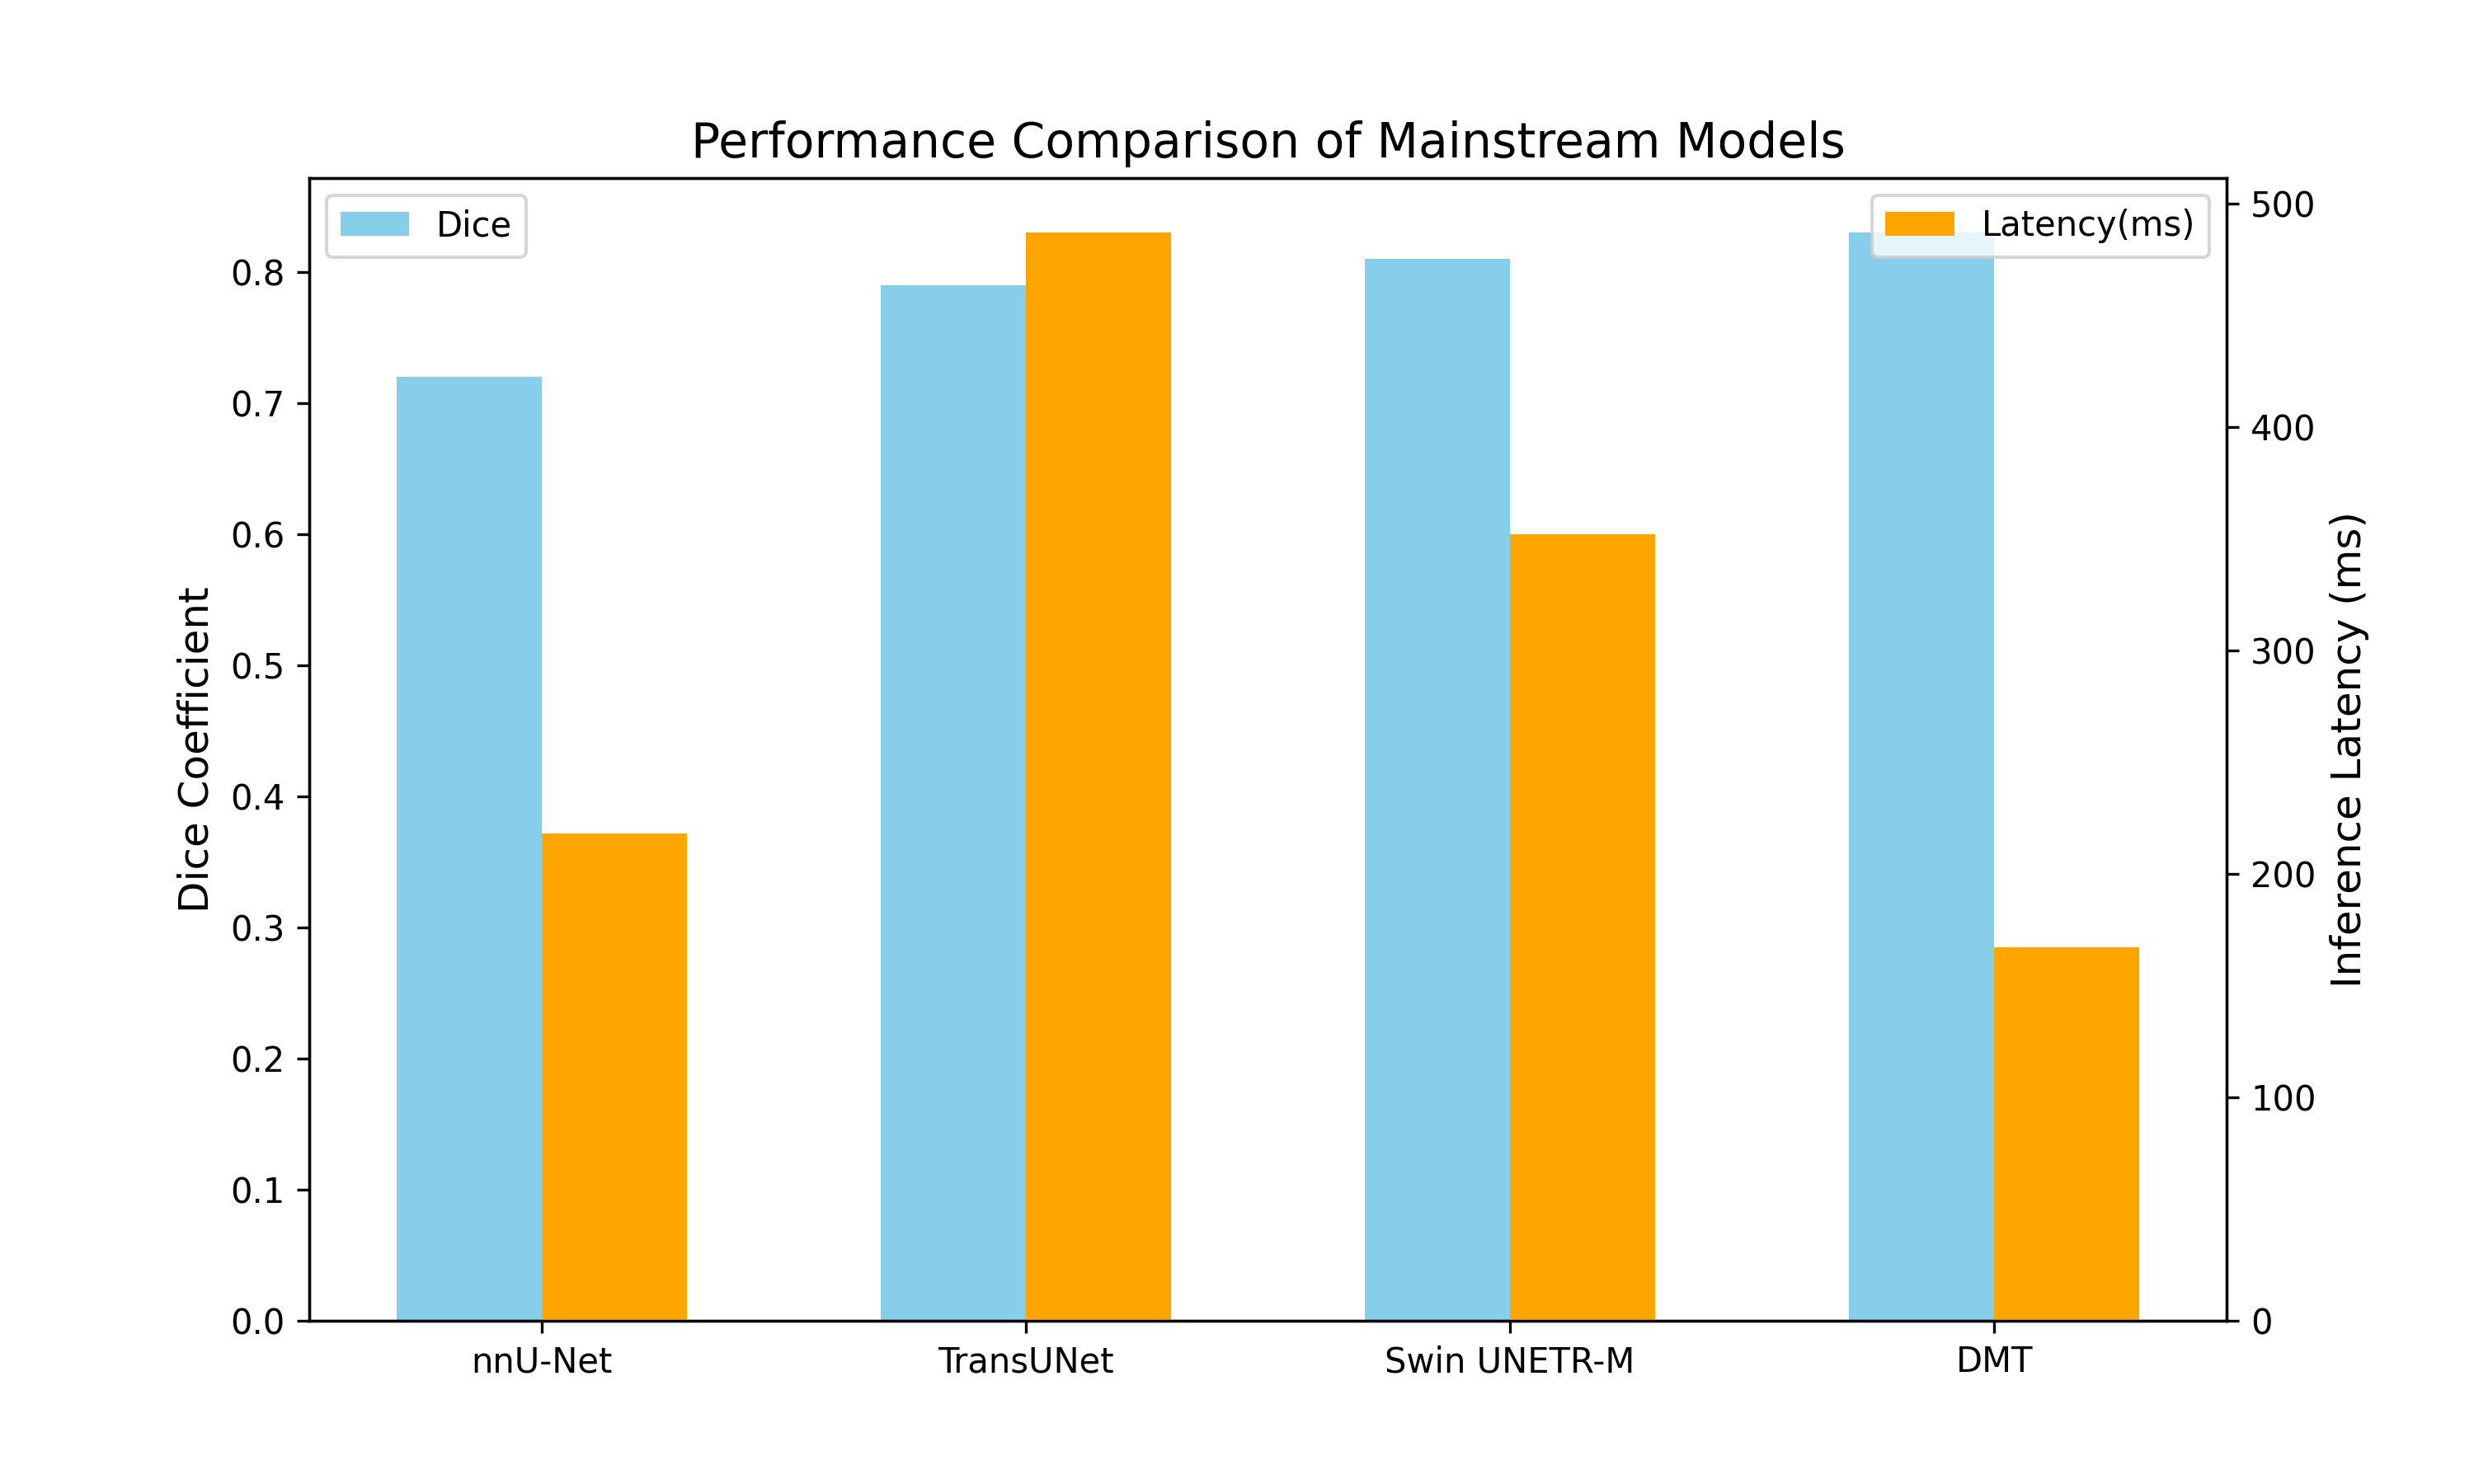 Performance Comparison of Mainstream Models
Dice
Latency(ms)
Dice Coefficient
0.8
0.7
0.6
0.5
0.4
0.3
0.2
0.1
0.0
500
400
300
200
100
0
Inference Latency (ms)
nnU-Net
TransUNet
Swin UNETR-M
DMT